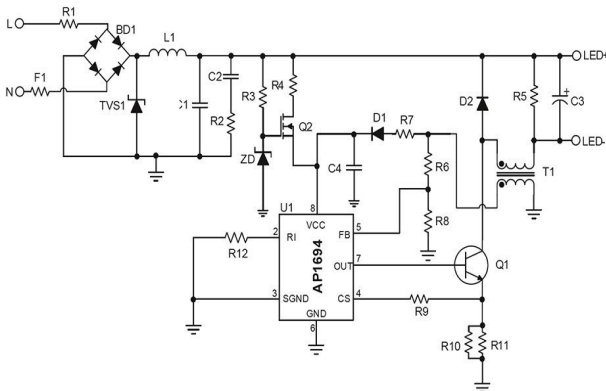 L
R1
BD1
L1
N
F1
TVS1
C1
C2
R2
R3
R4
Q2
ZD
D1
R7
C4
R6
R8
D2
R5
C3
LED+
LED-
T1
U1
8
VCC
2
RI
R12
FB
5
OUT
7
AP1694
3
SGND
CS
4
GND
6
R9
Q1
R10
R11